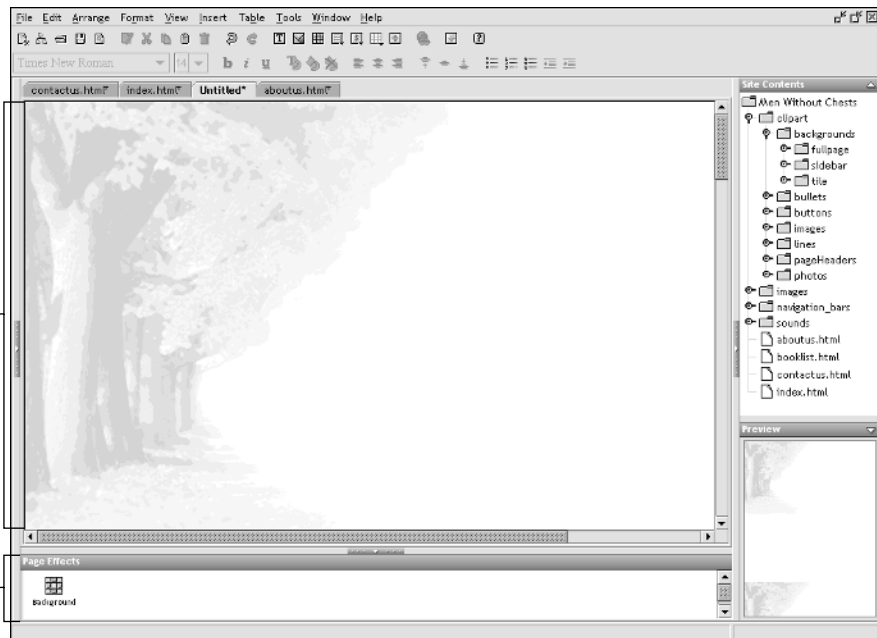 File Edit Arrange Format View Insert Table Tools Window Help
Times New Roman 14 b i u
contactus.html index.html Untitled* aboutus.html
Site Contents
Men Without Chests
clipart
backgrounds
fullpage
sidebar
tile
bullets
buttons
images
lines
pageHeaders
photos
images
navigation_bars
sounds
aboutus.html
booklist.html
contactus.html
index.html
Preview
Page Effects
Background